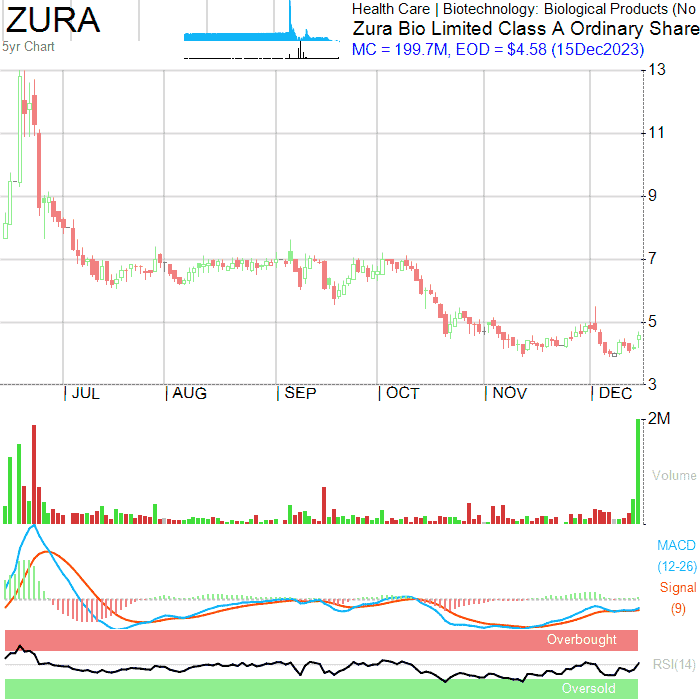 ZURA
Health Care | Biotechnology: Biological Products (No
5yr Chart
Zura Bio Limited Class A Ordinary Share
MC = 199.7M, EOD = $4.58 (15Dec2023)
13
11
9
7
5
3
JUL AUG SEP OCT NOV DEC
2M
Volume
MACD
(12-26)
Signal
(9)
Overbought
RSI(14)
Oversold